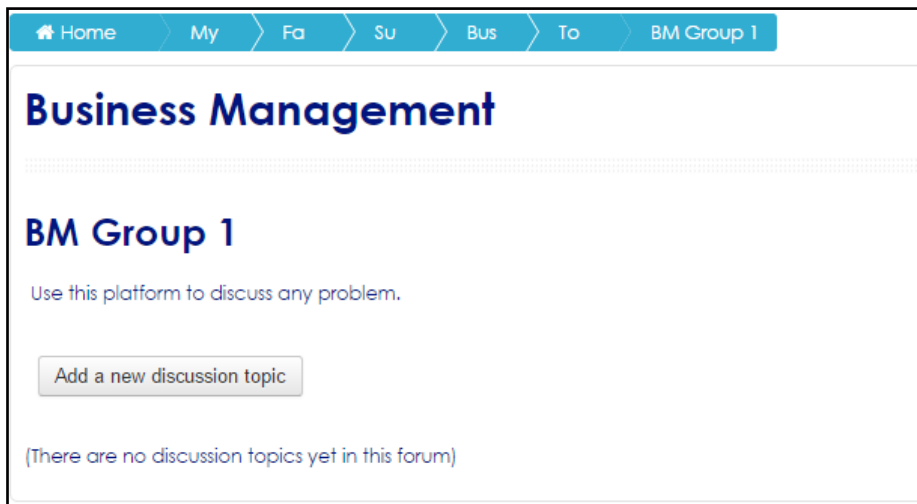 Home My Fa Su Bus To BM Group 1
Business Management
BM Group 1
Use this platform to discuss any problem.
Add a new discussion topic
(There are no discussion topics yet in this forum)